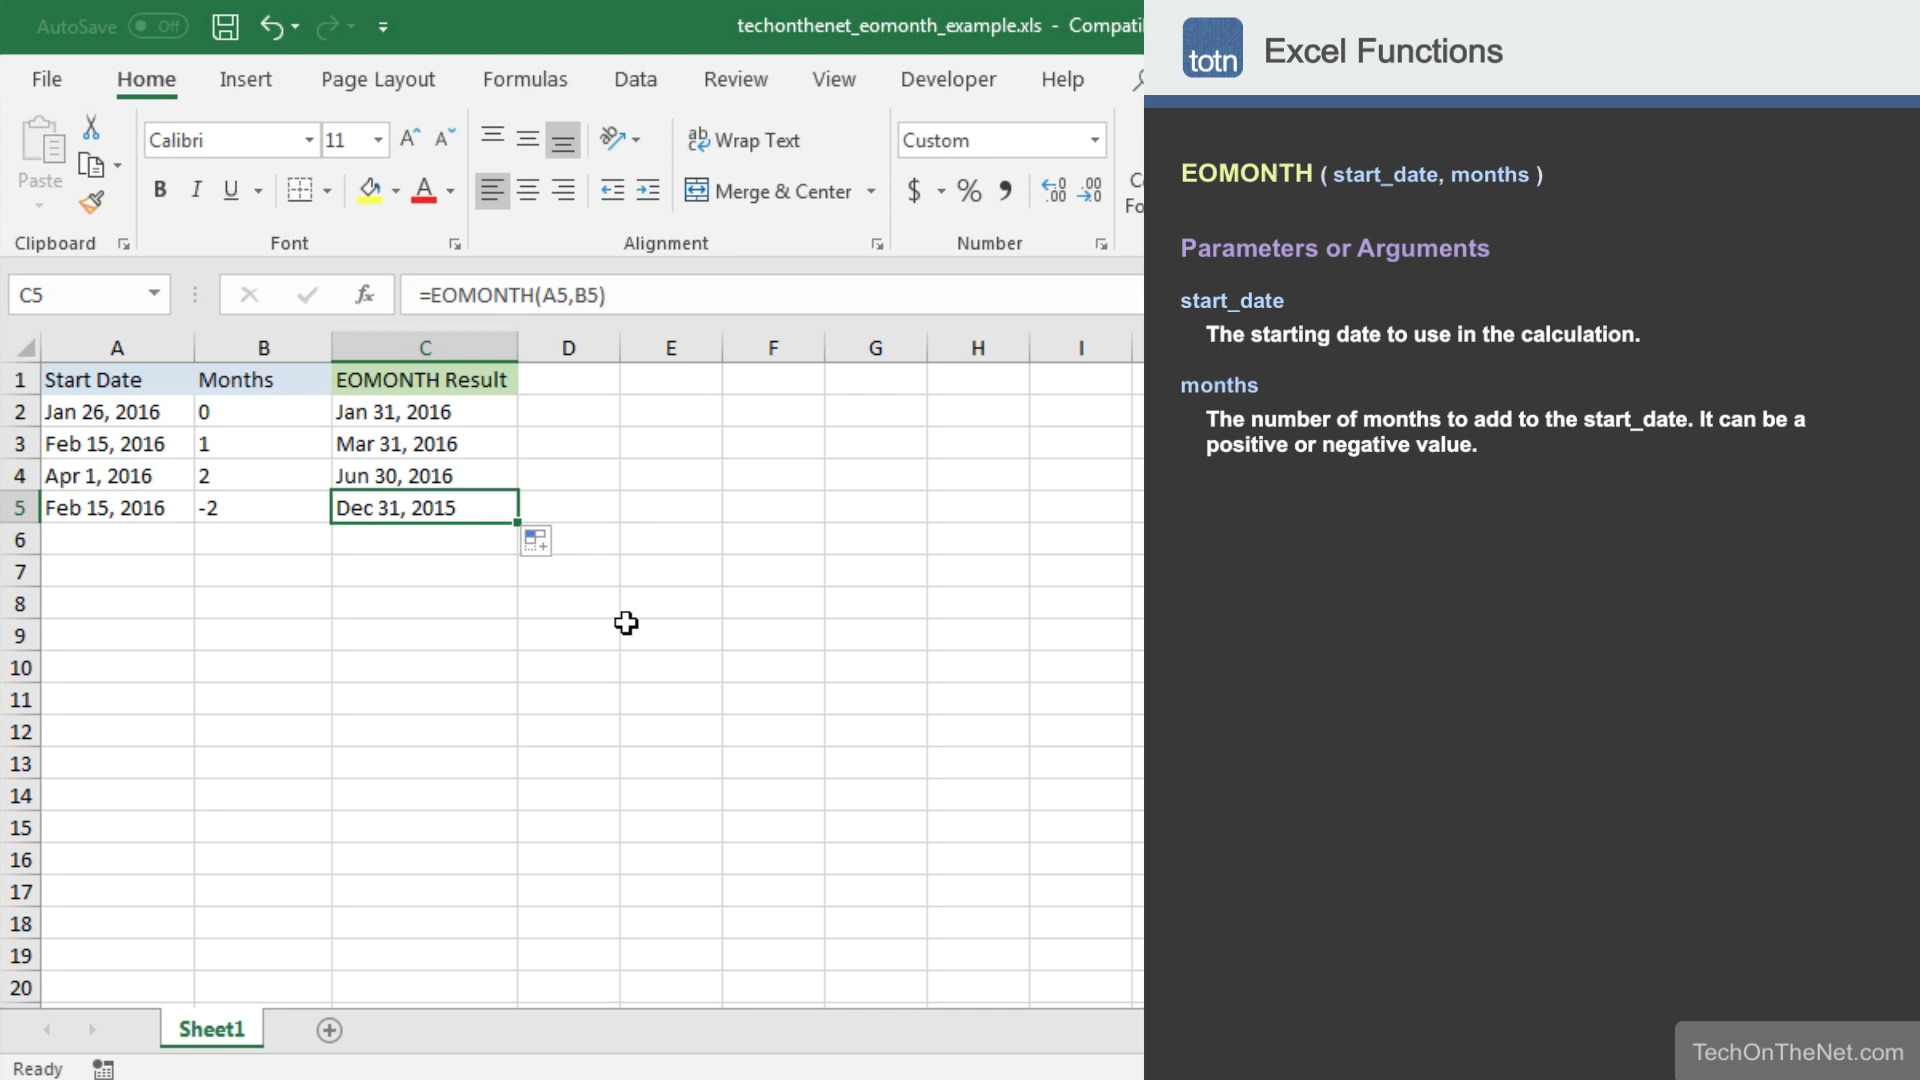 AutoSave Off techonthenet_eomonth_example.xls - Compati
File Home Insert Page Layout Formulas Data Review View Developer Help
Paste
Calibri 11
Wrap Text
Custom
B I U
Merge & Center
$ % 
Clipboard Font Alignment Number
C5 fx =EOMONTH(A5,B5)
A B C D E F G H I
1 Start Date Months EOMONTH Result
2 Jan 26, 2016 0 Jan 31, 2016
3 Feb 15, 2016 1 Mar 31, 2016
4 Apr 1, 2016 2 Jun 30, 2016
5 Feb 15, 2016 -2 Dec 31, 2015
6
7
8
9
10
11
12
13
14
15
16
17
18
19
20
Sheet1
Ready
totn Excel Functions
EOMONTH ( start_date, months )
Parameters or Arguments
start_date
The starting date to use in the calculation.
months
The number of months to add to the start_date. It can be a
positive or negative value.
TechOnTheNet.com